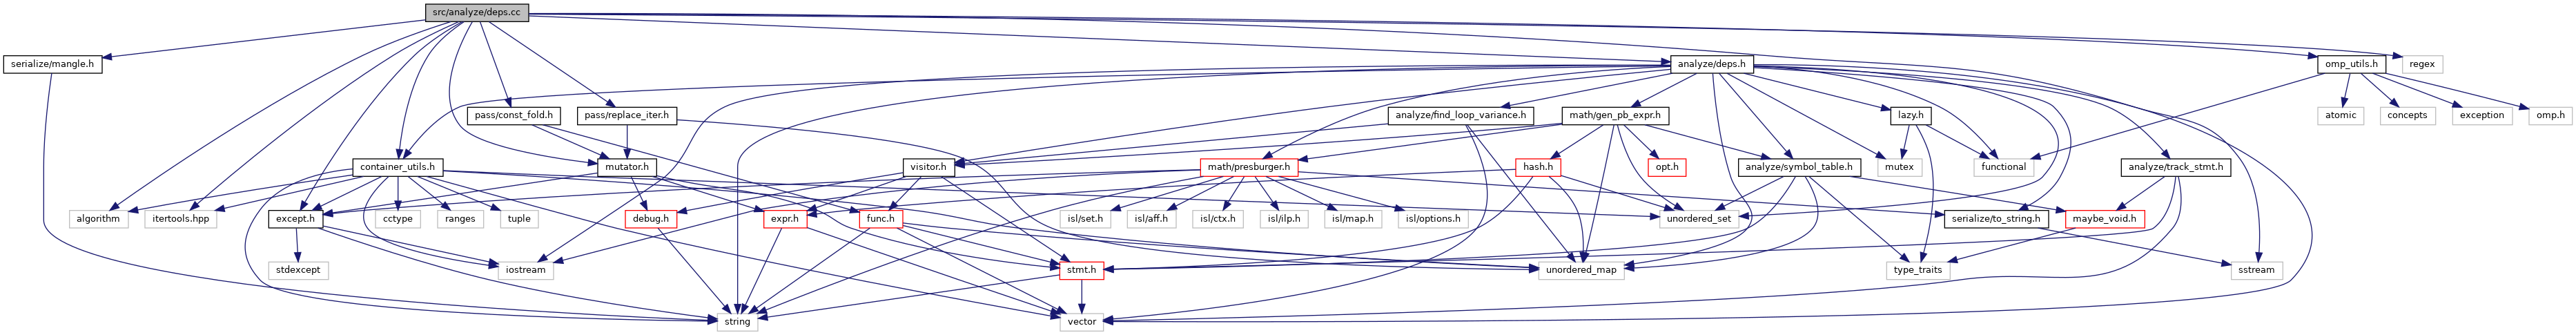 src/analyze/deps.cc
serialize/mangle.h
analyze/deps.h
omp_utils.h
regex
pass/const_fold.h
pass/replace_iter.h
analyze/find_loop_variance.h
math/gen_pb_expr.h
lazy.h
atomic
concepts
exception
omp.h
container_utils.h
mutator.h
visitor.h
math/presburger.h
hash.h
opt.h
analyze/symbol_table.h
mutex
functional
analyze/track_stmt.h
algorithm
itertools.hpp
except.h
cctype
ranges
tuple
debug.h
expr.h
func.h
isl/set.h
isl/aff.h
isl/ctx.h
isl/ilp.h
isl/map.h
isl/options.h
unordered_set
serialize/to_string.h
maybe_void.h
stdexcept
iostream
stmt.h
unordered_map
type_traits
sstream
string
vector